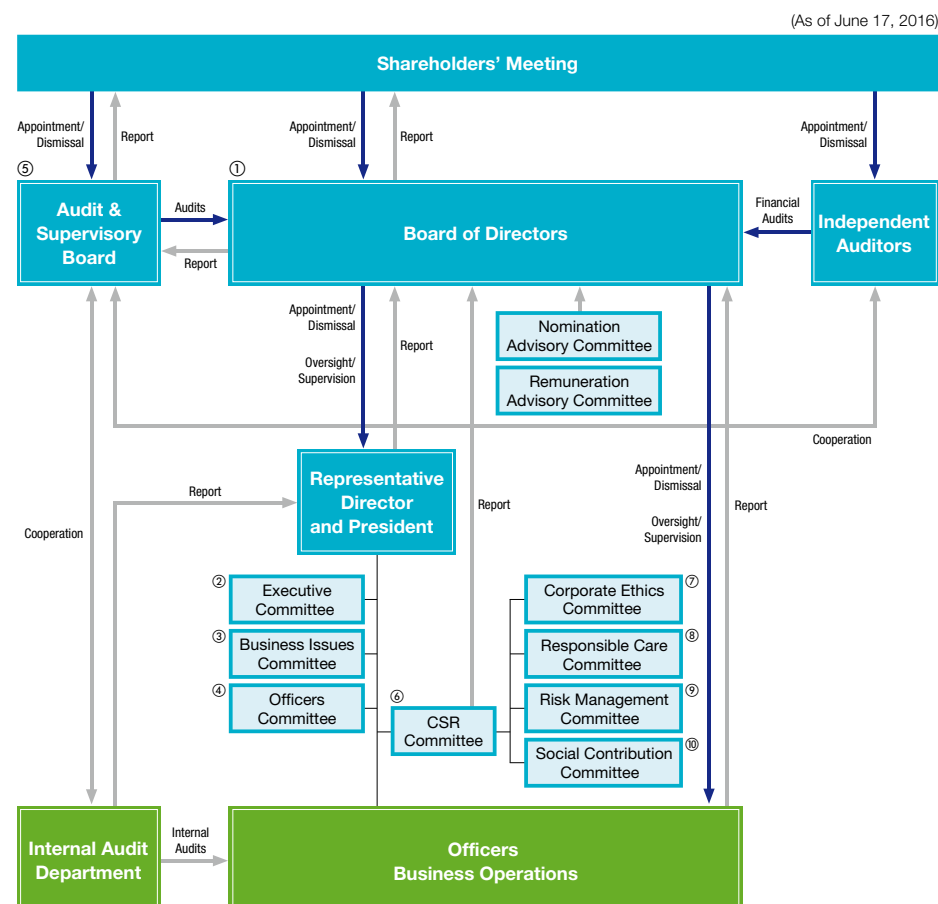 (As of June 17, 2016)
Shareholders’ Meeting
Appointment/
Dismissal
Report
Appointment/
Dismissal
Report
Appointment/
Dismissal
⑤
Audit &
Supervisory
Board
Audits
Report
①
Board of Directors
Financial
Audits
Independent
Auditors
Appointment/
Dismissal
Oversight/
Supervision
Report
Nomination
Advisory Committee
Remuneration
Advisory Committee
Cooperation
Representative
Director
and President
Report
Report
Appointment/
Dismissal
Oversight/
Supervision
Report
Cooperation
②
Executive
Committee
③
Business Issues
Committee
④
Officers
Committee
⑥
CSR
Committee
⑦
Corporate Ethics
Committee
⑧
Responsible Care
Committee
⑨
Risk Management
Committee
⑩
Social Contribution
Committee
Internal Audit
Department
Internal
Audits
Officers
Business Operations